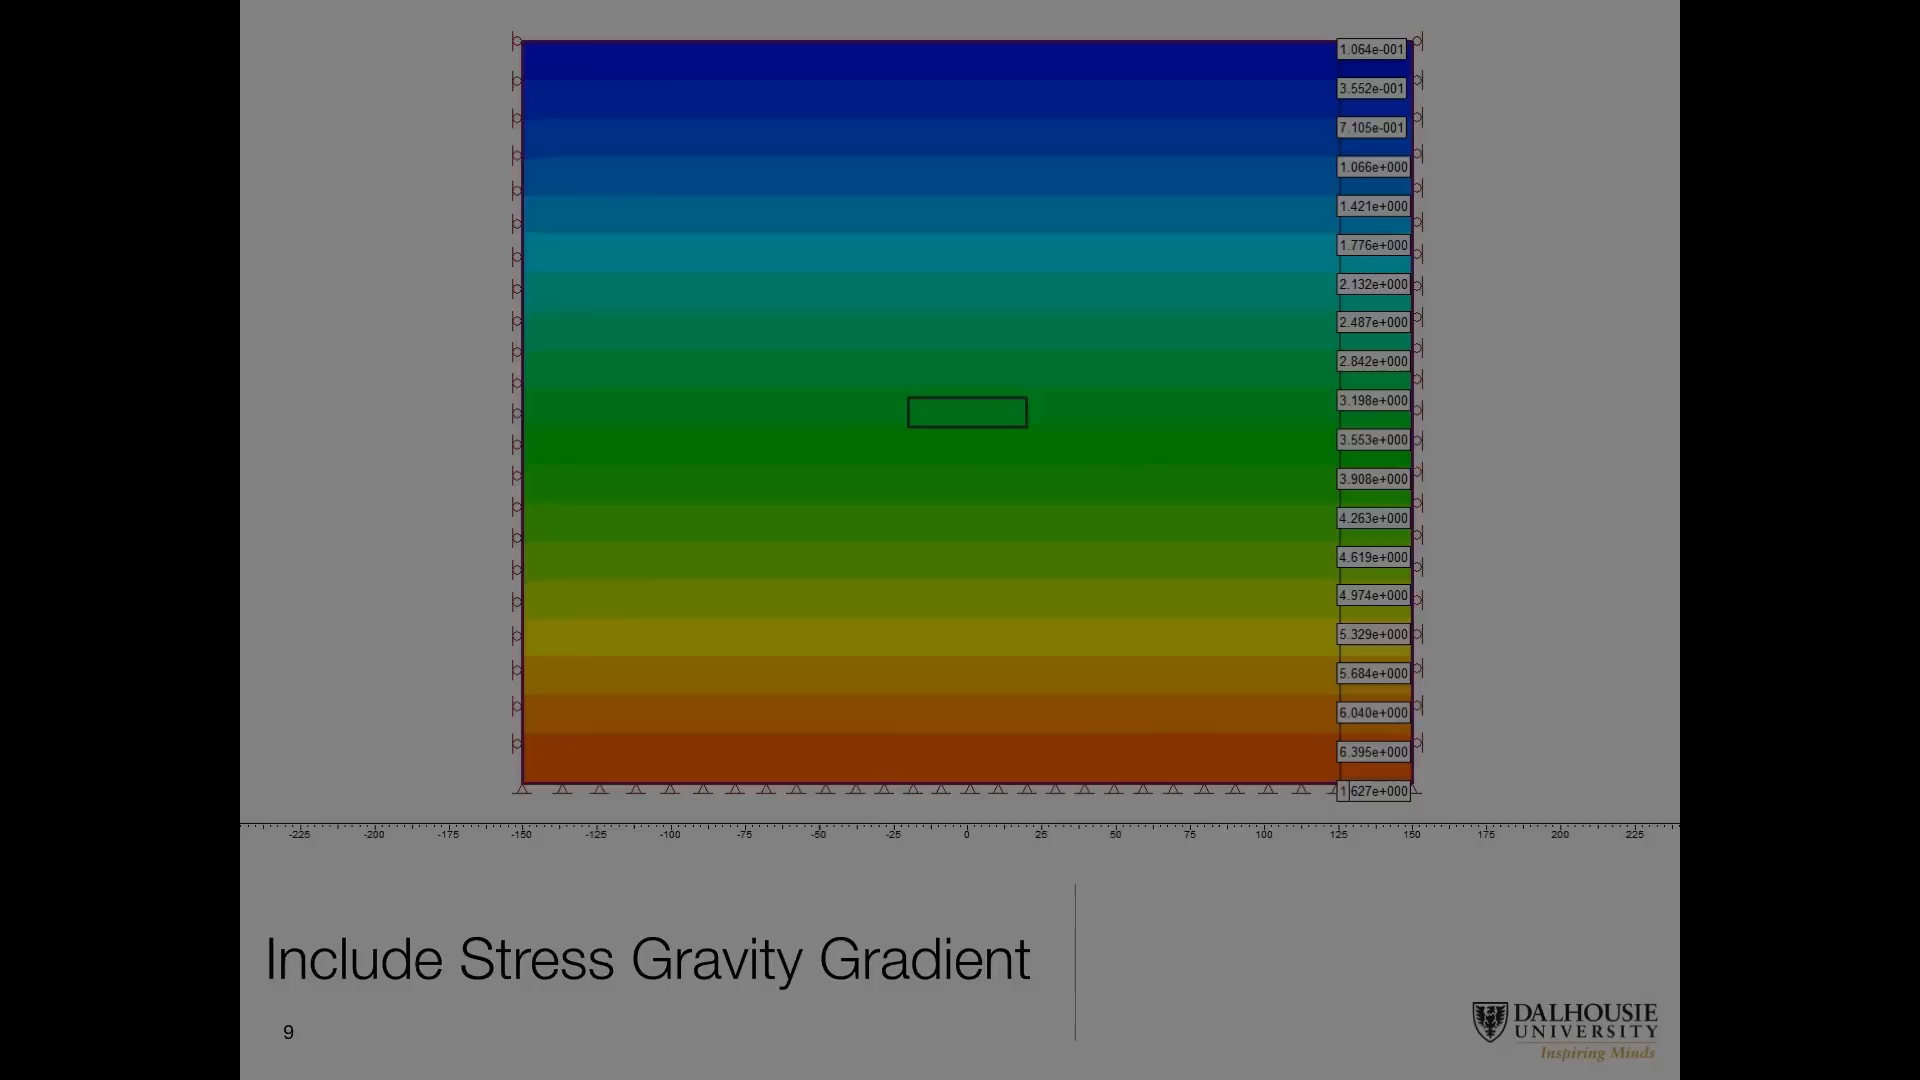 1.064e-001
3.552e-001
7.105e-001
1.066e+000
1.421e+000
1.776e+000
2.132e+000
2.487e+000
2.842e+000
3.198e+000
3.553e+000
3.908e+000
4.263e+000
4.619e+000
4.974e+000
5.329e+000
5.684e+000
6.040e+000
6.395e+000
627e+000
-225 -200 -175 -150 -125 -100 -75 -50 -25 0 25 50 75 100 125 150 175 200 225
Include Stress Gravity Gradient
9
DALHOUSIE
UNIVERSITY
Inspiring Minds